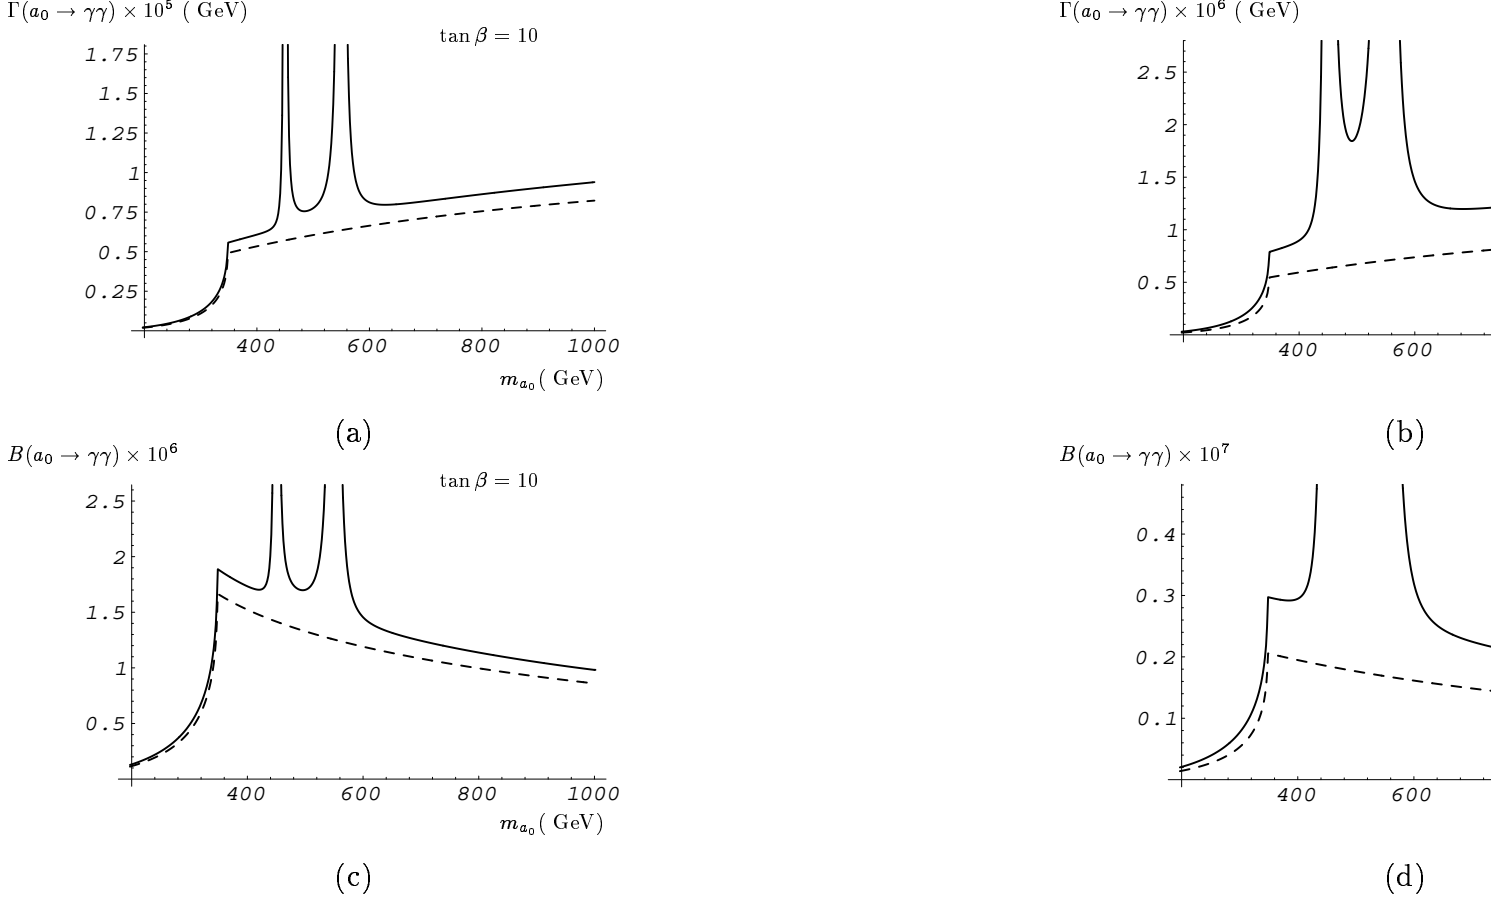 Γ(a₀ → γγ) × 10⁵ ( GeV)
tan β = 10
1.75
1.5
1.25
1
0.75
0.5
0.25
400 600 800 1000
m_{a₀}( GeV)
(a)
Γ(a₀ → γγ) × 10⁶ ( GeV)
2.5
2
1.5
1
0.5
400 600
(b)
B(a₀ → γγ) × 10⁶
tan β = 10
2.5
2
1.5
1
0.5
400 600 800 1000
m_{a₀}( GeV)
(c)
B(a₀ → γγ) × 10⁷
0.4
0.3
0.2
0.1
400 600
(d)